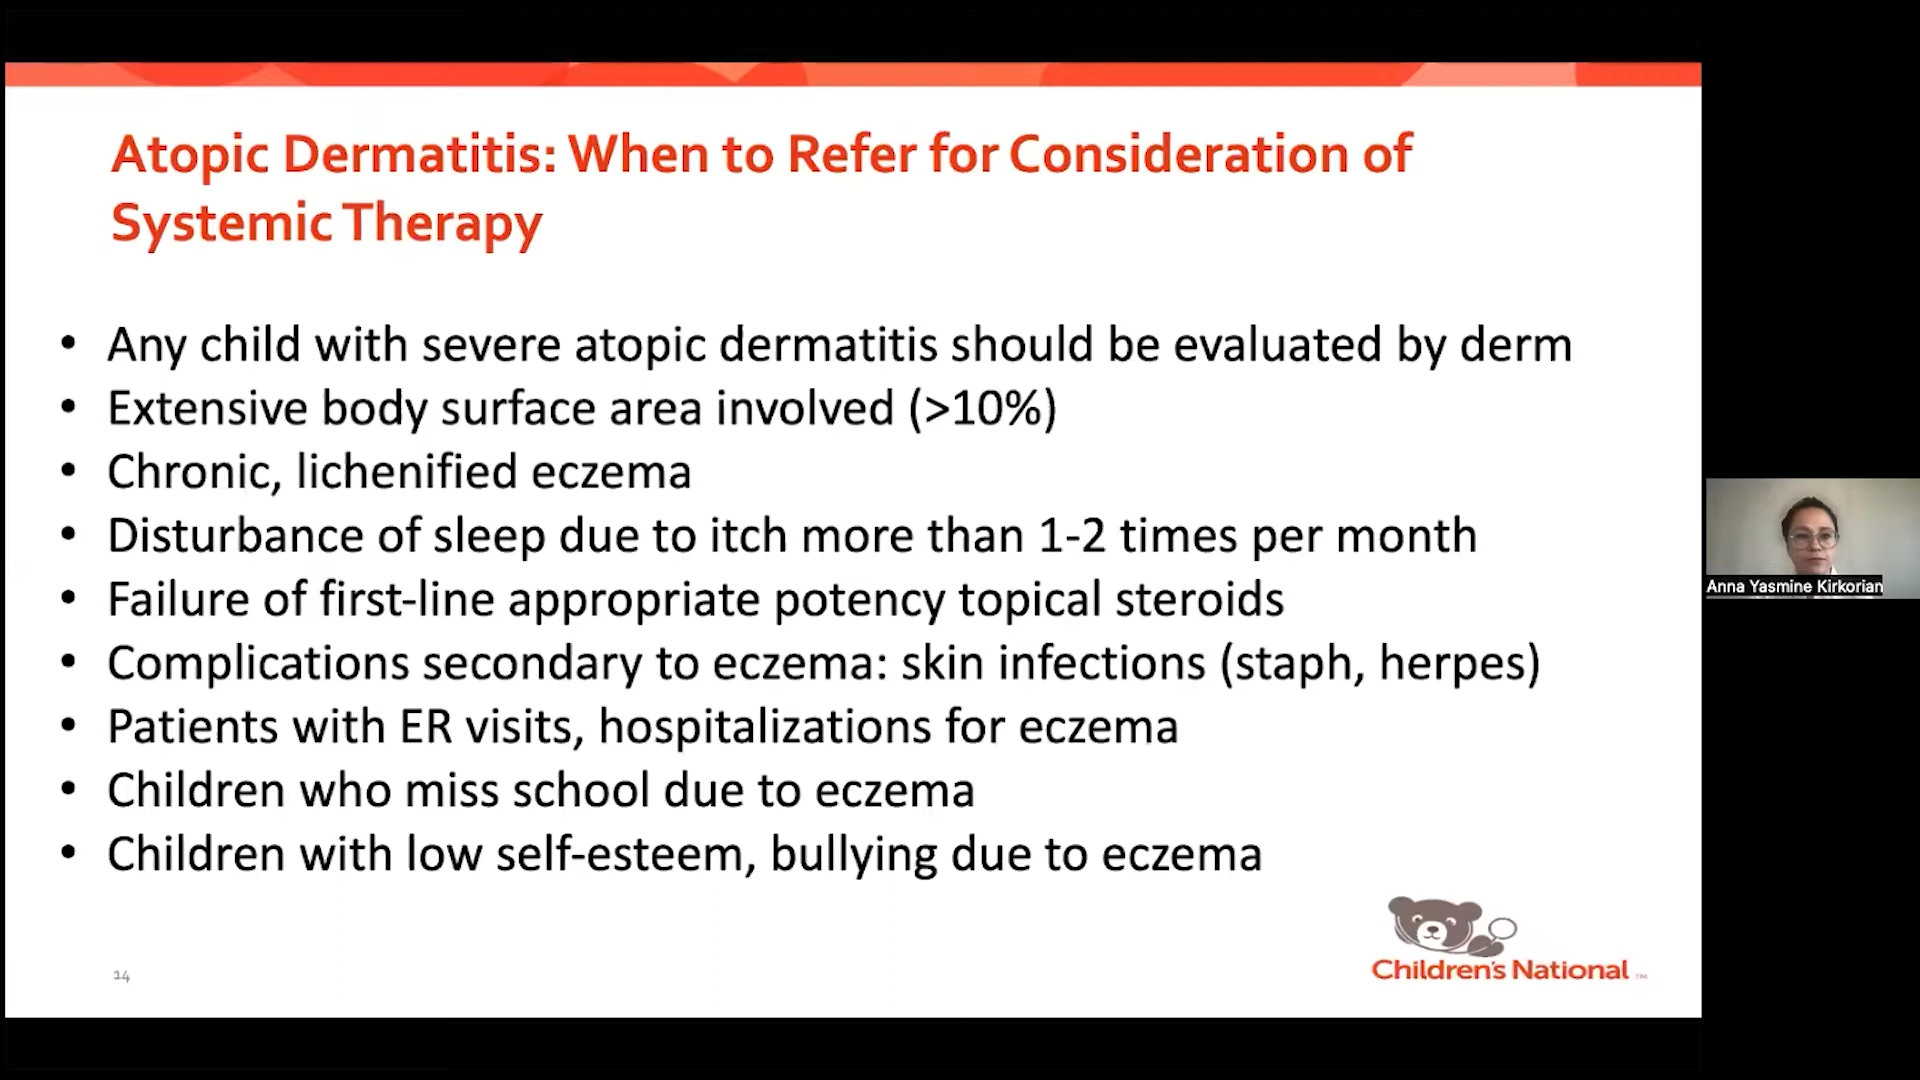 Atopic Dermatitis: When to Refer for Consideration of
Systemic Therapy
• Any child with severe atopic dermatitis should be evaluated by derm
• Extensive body surface area involved (>10%)
• Chronic, lichenified eczema
• Disturbance of sleep due to itch more than 1-2 times per month
• Failure of first-line appropriate potency topical steroids
• Complications secondary to eczema: skin infections (staph, herpes)
• Patients with ER visits, hospitalizations for eczema
• Children who miss school due to eczema
• Children with low self-esteem, bullying due to eczema
14
Children's National ™
Anna Yasmine Kirkorian